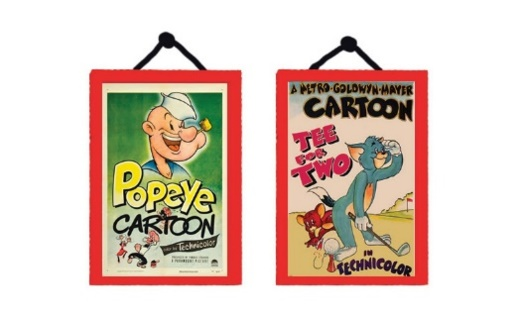 Popeye
CARTOON
Technicolor
A METRO-GOLDWYN-MAYER
CARTOON
TEE
FOR
TWO
IN
TECHNICOLOR